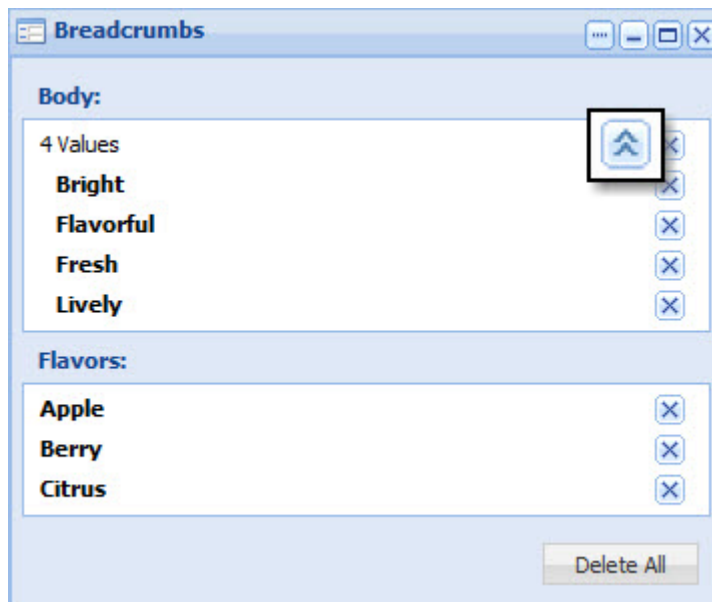 Breadcrumbs
Body:
4 Values
Bright
Flavorful
Fresh
Lively
Flavors:
Apple
Berry
Citrus
Delete All